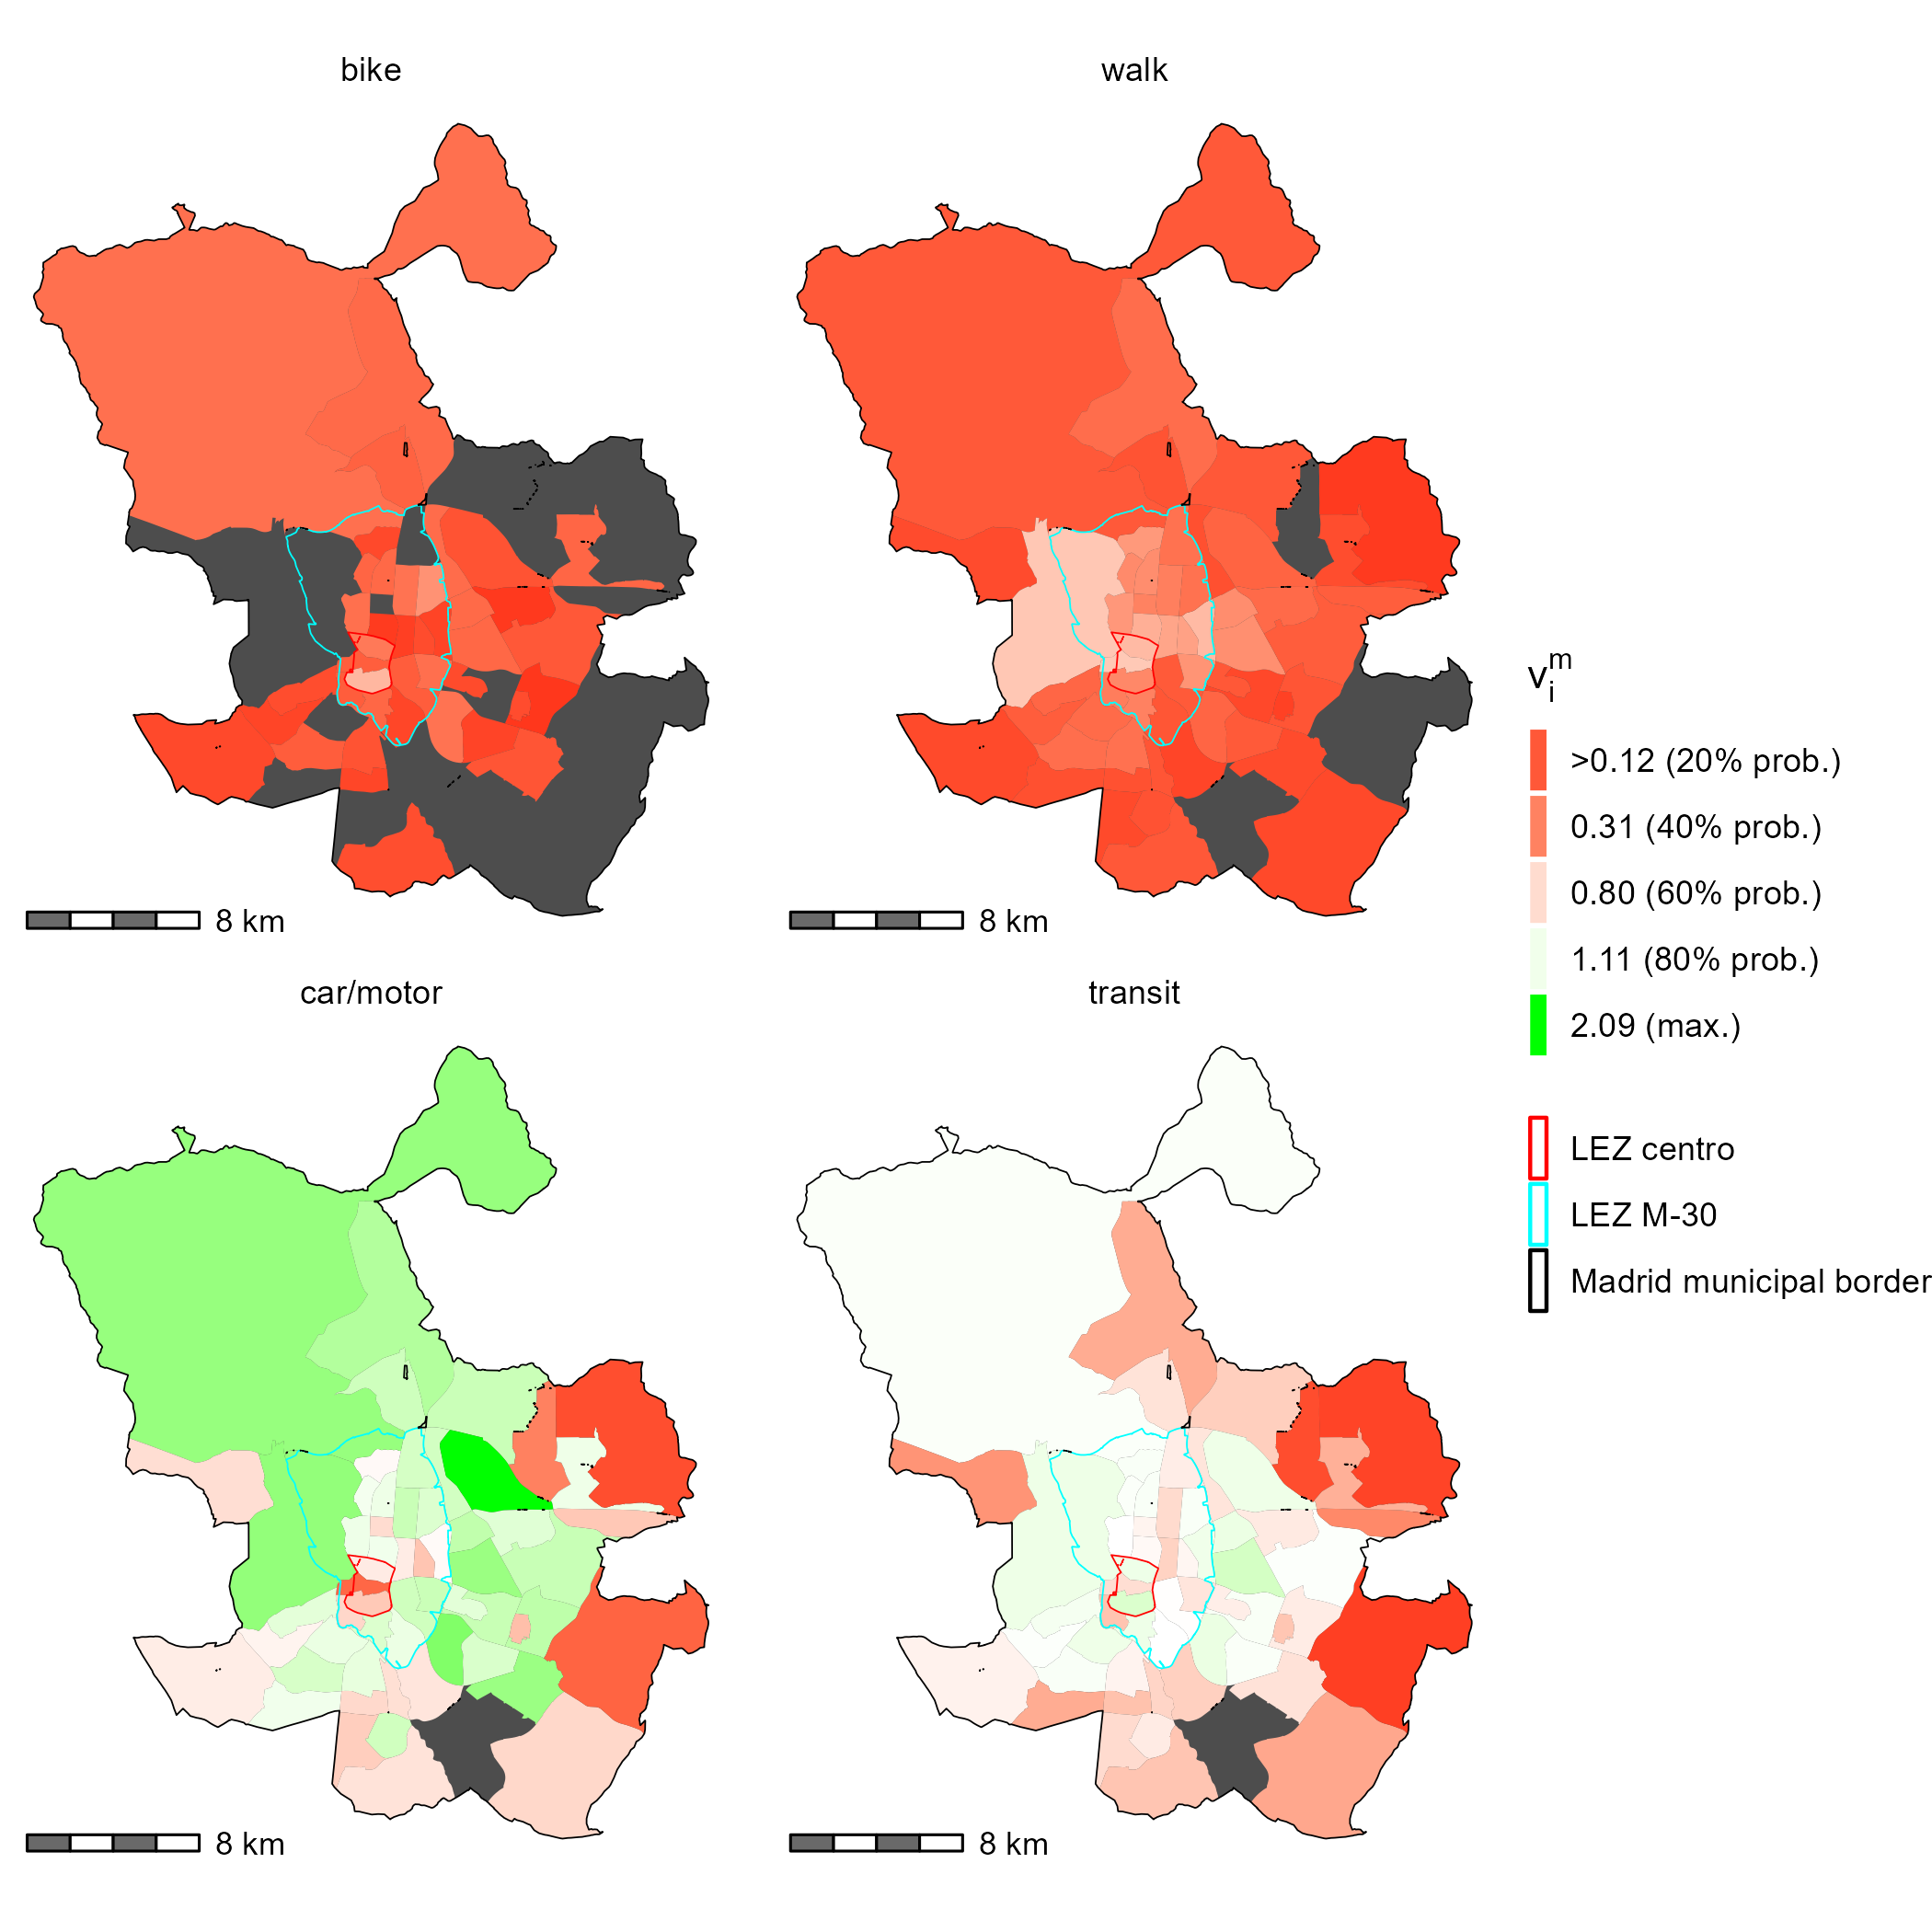 bike
walk
8 km
8 km
car/motor
transit
8 km
8 km
v_i^m
>0.12 (20% prob.)
0.31 (40% prob.)
0.80 (60% prob.)
1.11 (80% prob.)
2.09 (max.)
LEZ centro
LEZ M-30
Madrid municipal border